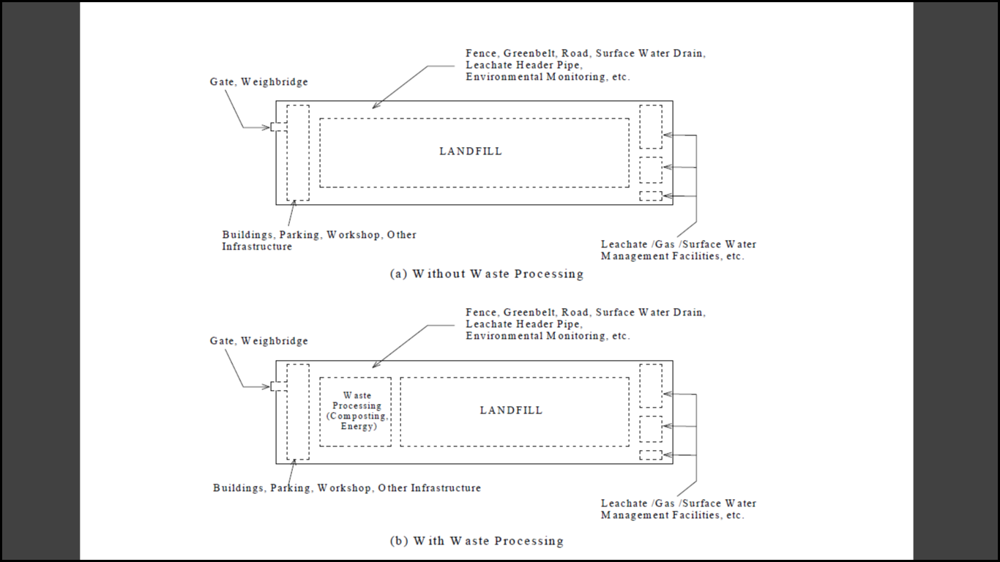 Fence, Greenbelt, Road, Surface Water Drain,
Leachate Header Pipe,
Environmental Monitoring, etc.
Gate, Weighbridge
LANDFILL
Buildings, Parking, Workshop, Other
Infrastructure
Leachate /Gas /Surface Water
Management Facilities, etc.
(a) Without Waste Processing
Fence, Greenbelt, Road, Surface Water Drain,
Leachate Header Pipe,
Environmental Monitoring, etc.
Gate, Weighbridge
Waste
Processing
(Composting,
Energy)
LANDFILL
Buildings, Parking, Workshop, Other Infrastructure
Leachate /Gas /Surface Water
Management Facilities, etc.
(b) With Waste Processing